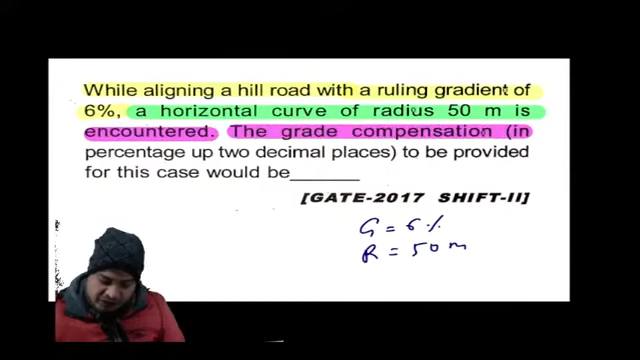 While aligning a hill road with a ruling gradient of
6%, a horizontal curve of radius 50 m is
encountered. The grade compensation (in
percentage up two decimal places) to be provided
for this case would be______
[GATE-2017 SHIFT-II]
G = 6 %
R = 50 m